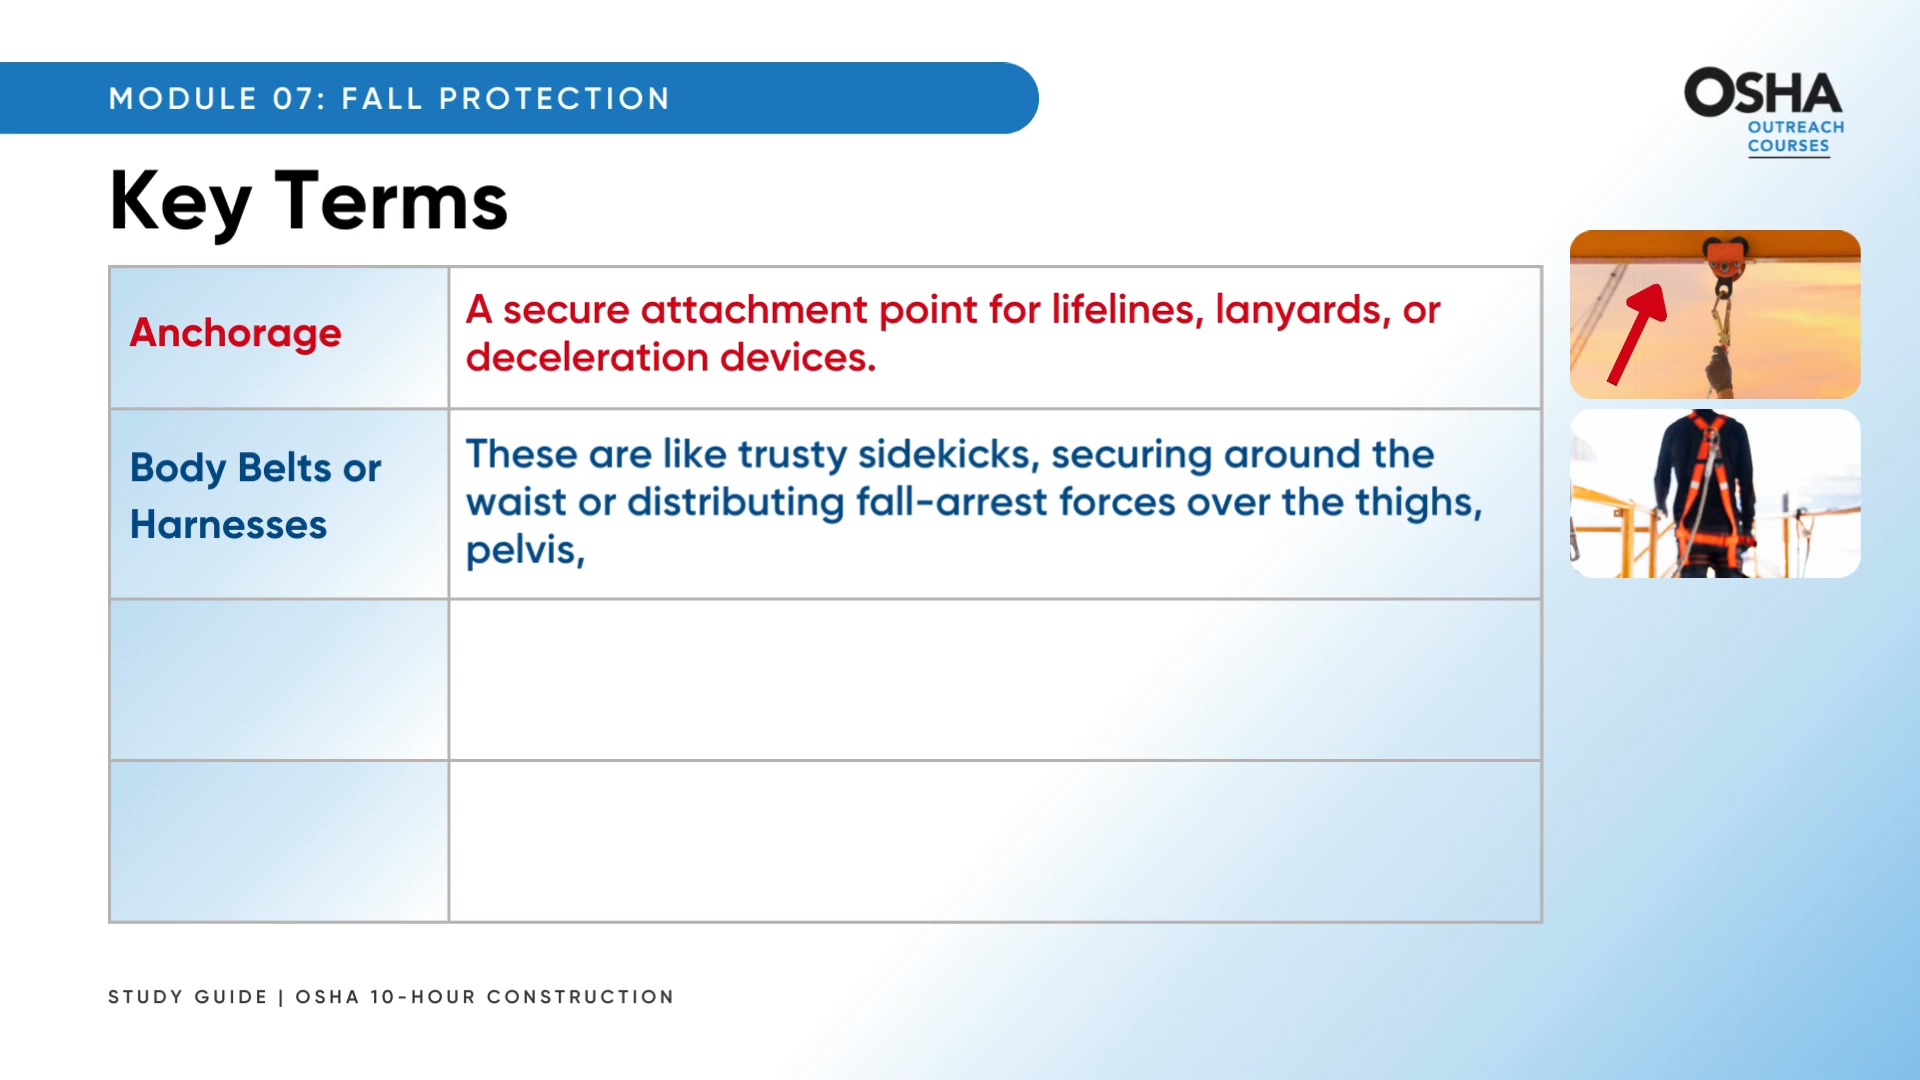 MODULE 07: FALL PROTECTION
OSHA
OUTREACH
COURSES
Key Terms
Anchorage
A secure attachment point for lifelines, lanyards, or
deceleration devices.
Body Belts or
Harnesses
These are like trusty sidekicks, securing around the
waist or distributing fall-arrest forces over the thighs,
pelvis,
STUDY GUIDE | OSHA 10-HOUR CONSTRUCTION